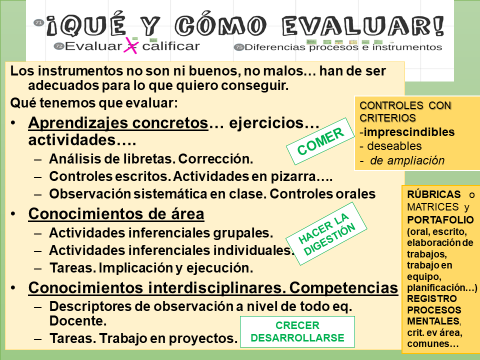 ¡QUÉ Y CÓMO EVALUAR!
Evaluar X calificar
Diferencias procesos e instrumentos
Los instrumentos no son ni buenos, no malos… han de ser
adecuados para lo que quiero conseguir.
Qué tenemos que evaluar:
• Aprendizajes concretos… ejercicios…
actividades….
– Análisis de libretas. Corrección.
– Controles escritos. Actividades en pizarra….
– Observación sistemática en clase. Controles orales
• Conocimientos de área
– Actividades inferenciales grupales.
– Actividades inferenciales individuales.
– Tareas. Implicación y ejecución.
• Conocimientos interdisciplinares. Competencias
– Descriptores de observación a nivel de todo eq.
Docente.
– Tareas. Trabajo en proyectos.
COMER
HACER LA
DIGESTIÓN
CRECER
DESARROLLARSE
CONTROLES CON
CRITERIOS
-imprescindibles
- deseables
- de ampliación
RÚBRICAS o
MATRICES y
PORTAFOLIO
(oral, escrito,
elaboración de
trabajos,
trabajo en
equipo,
planificación…)
REGISTRO
PROCESOS
MENTALES,
crit. ev área,
comunes…